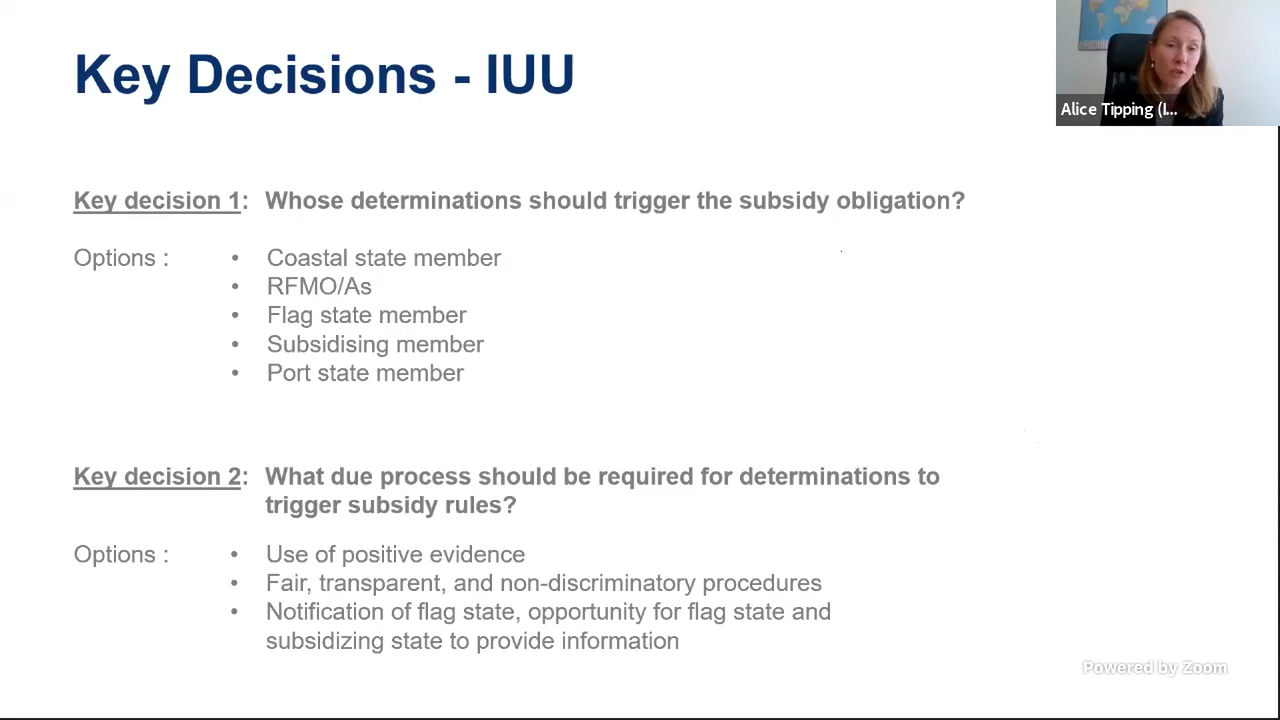 Key Decisions - IUU
Alice Tipping (I...
Key decision 1: Whose determinations should trigger the subsidy obligation?
Options : • Coastal state member
• RFMO/As
• Flag state member
• Subsidising member
• Port state member
Key decision 2: What due process should be required for determinations to
trigger subsidy rules?
Options : • Use of positive evidence
• Fair, transparent, and non-discriminatory procedures
• Notification of flag state, opportunity for flag state and
subsidizing state to provide information
Powered by Zoom